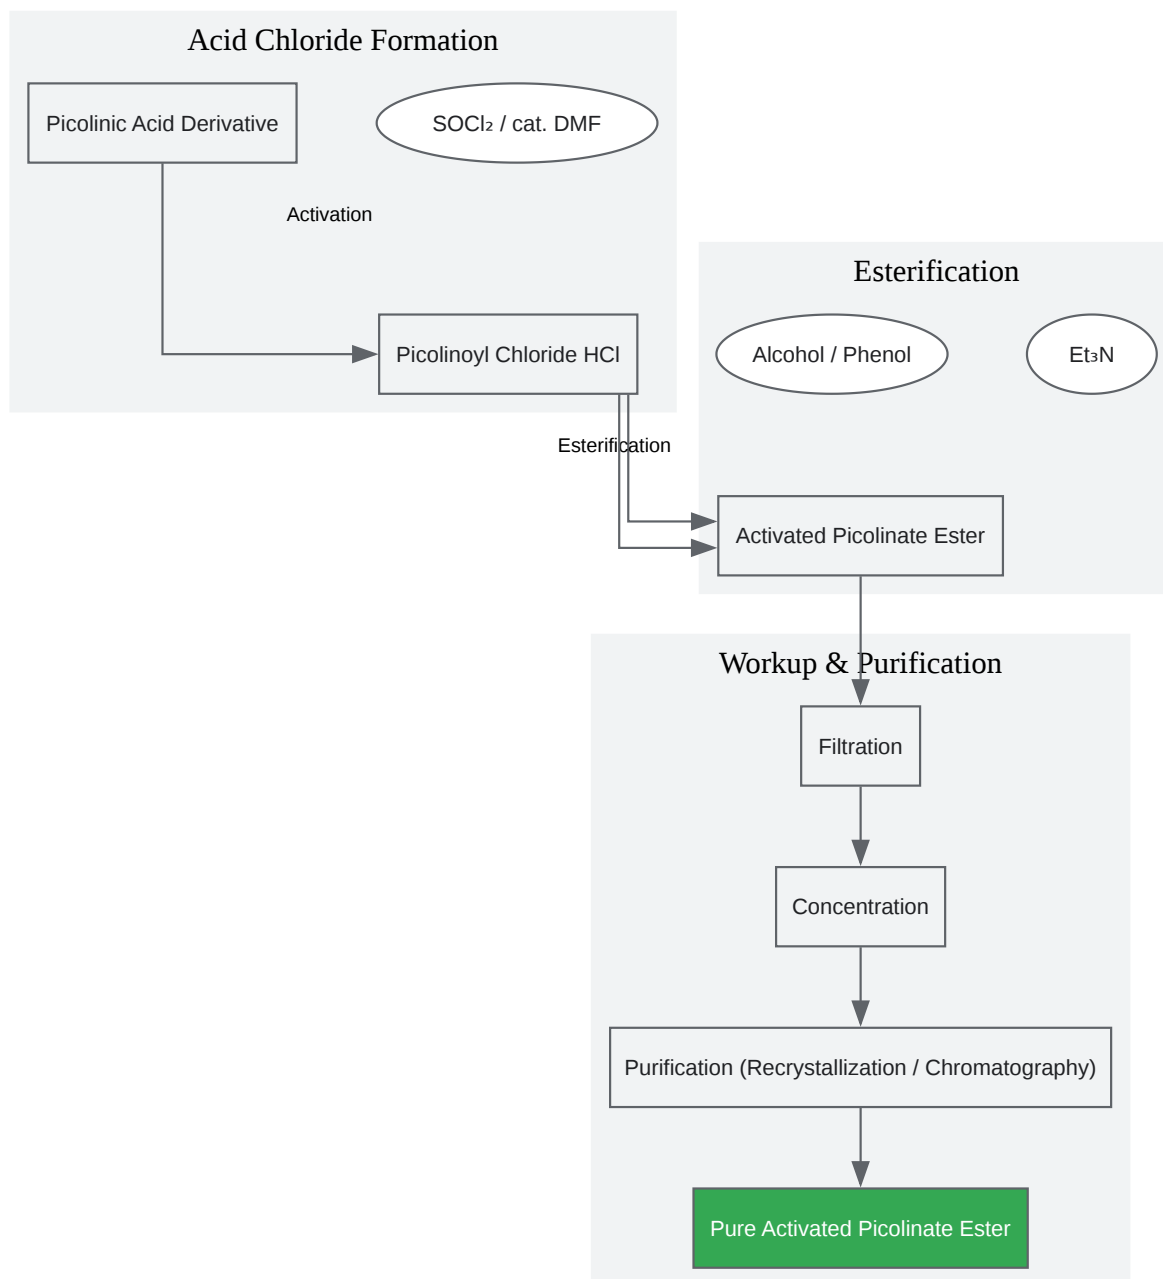 Acid Chloride Formation
Picolinic Acid Derivative
SOCl₂ / cat. DMF
Activation
Picolinoyl Chloride HCl
Esterification
Esterification
Alcohol / Phenol
Et₃N
Activated Picolinate Ester
Workup & Purification
Filtration
Concentration
Purification (Recrystallization / Chromatography)
Pure Activated Picolinate Ester